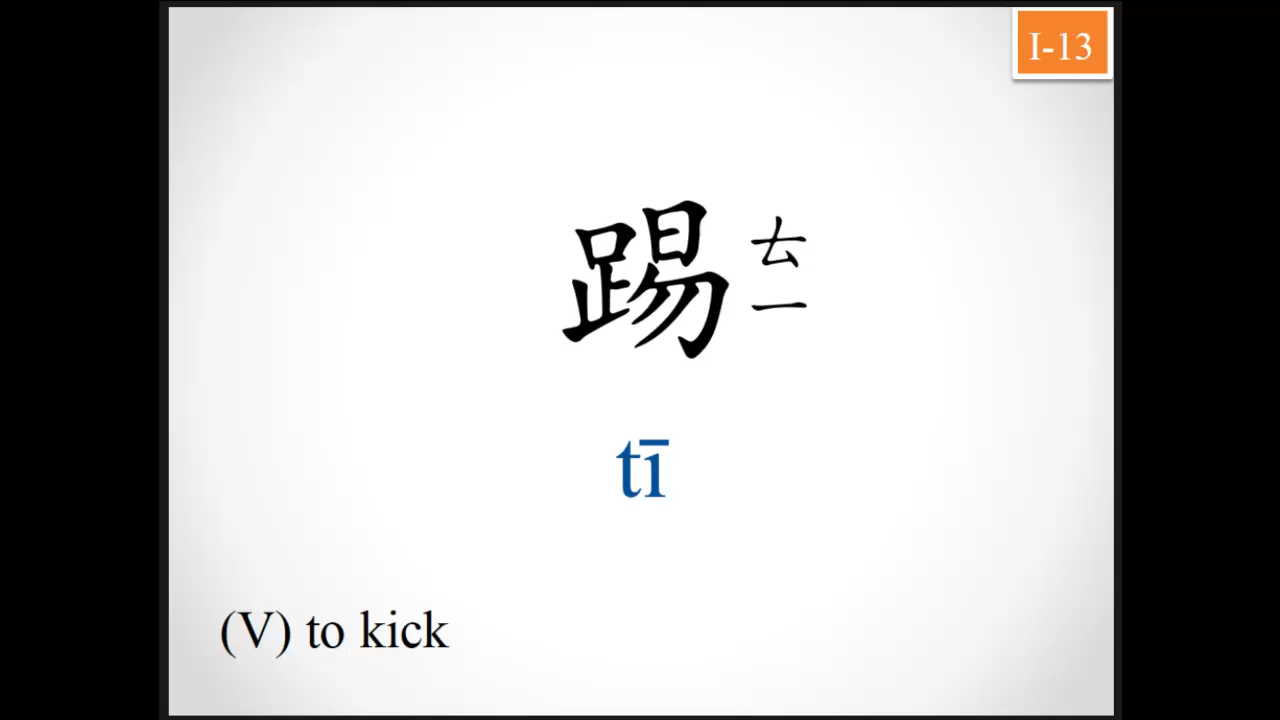 I-13
踢 ㄊㄧ
tī
(V) to kick